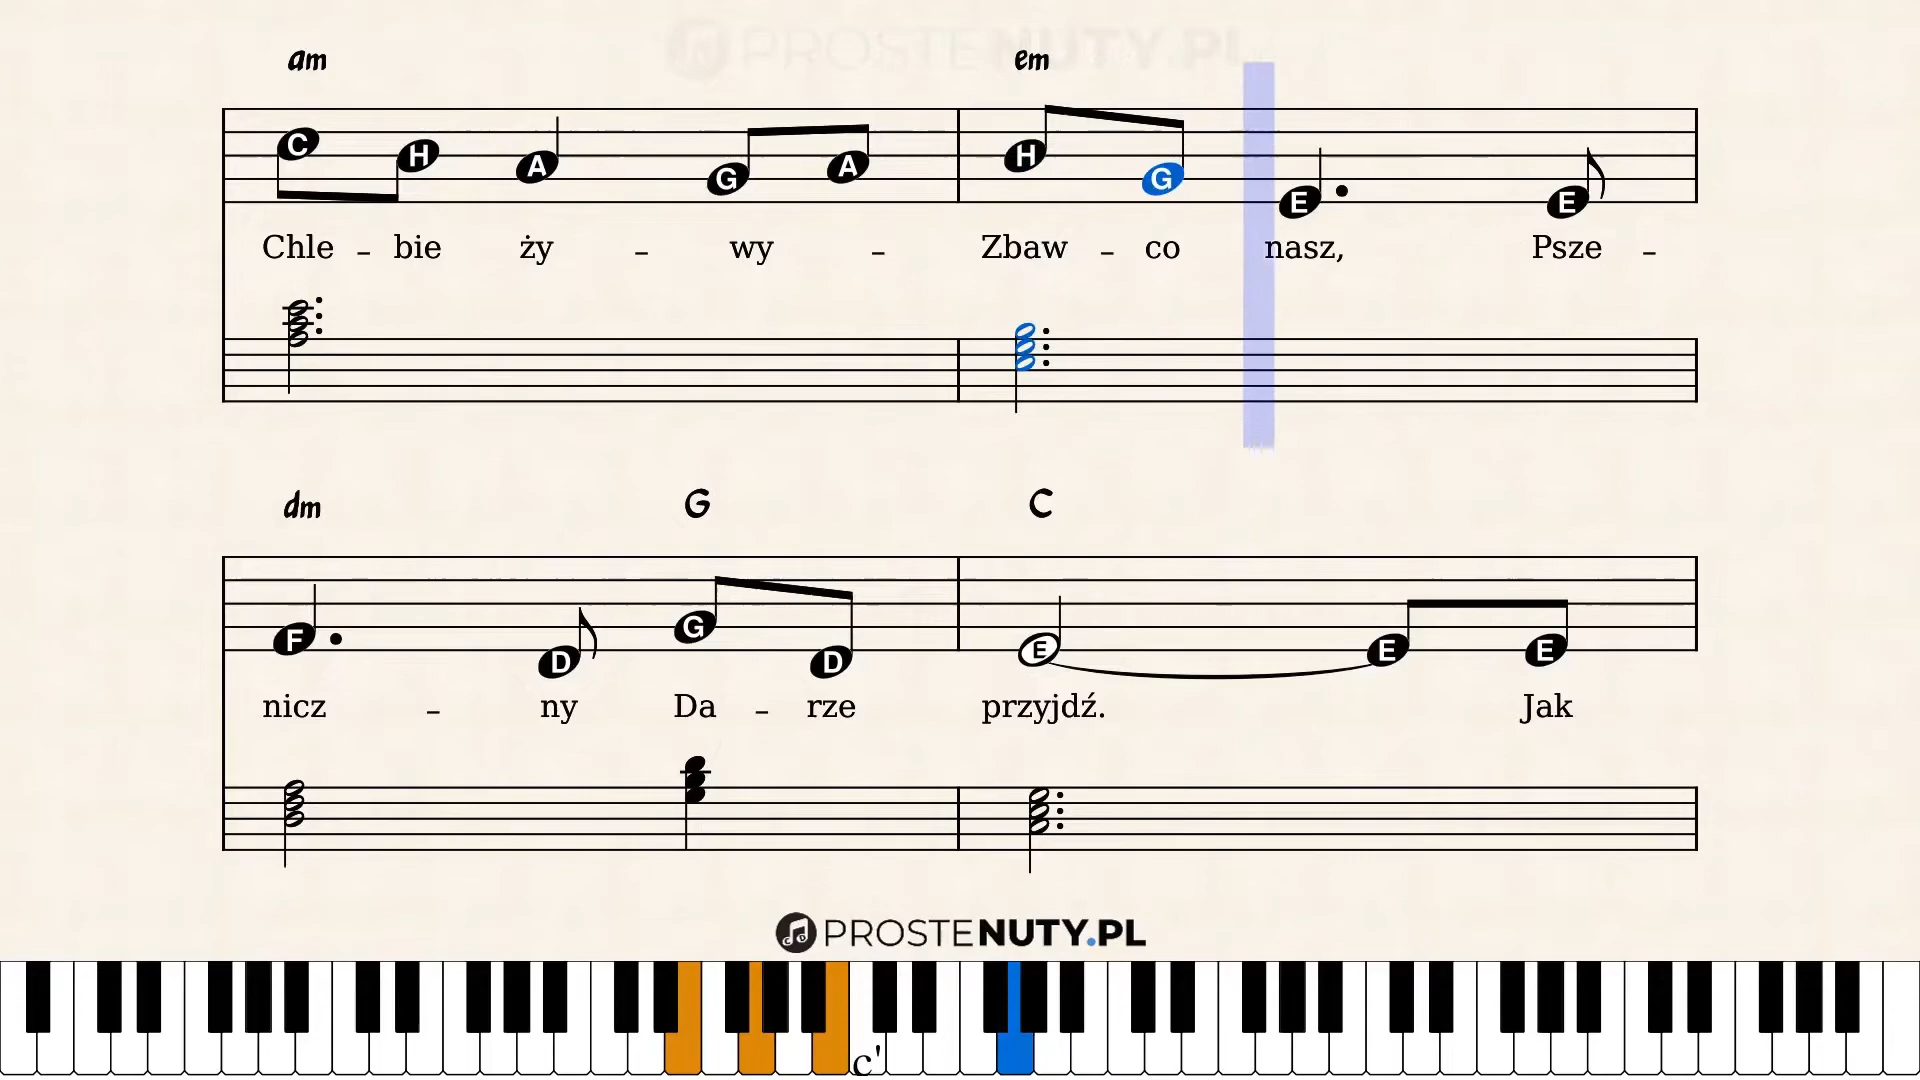 PROSTENUTY.PL
am em
C H A G A H G E E
Chle – bie ży – wy – Zbaw – co nasz, Psze –
dm G C
F D G D E E E
nicz – ny Da – rze przyjdź. Jak
PROSTENUTY.PL
c'